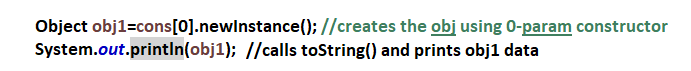 Object obj1=cons[0].newInstance(); //creates the obj using 0-param constructor
System.out.println(obj1);  //calls toString() and prints obj1 data